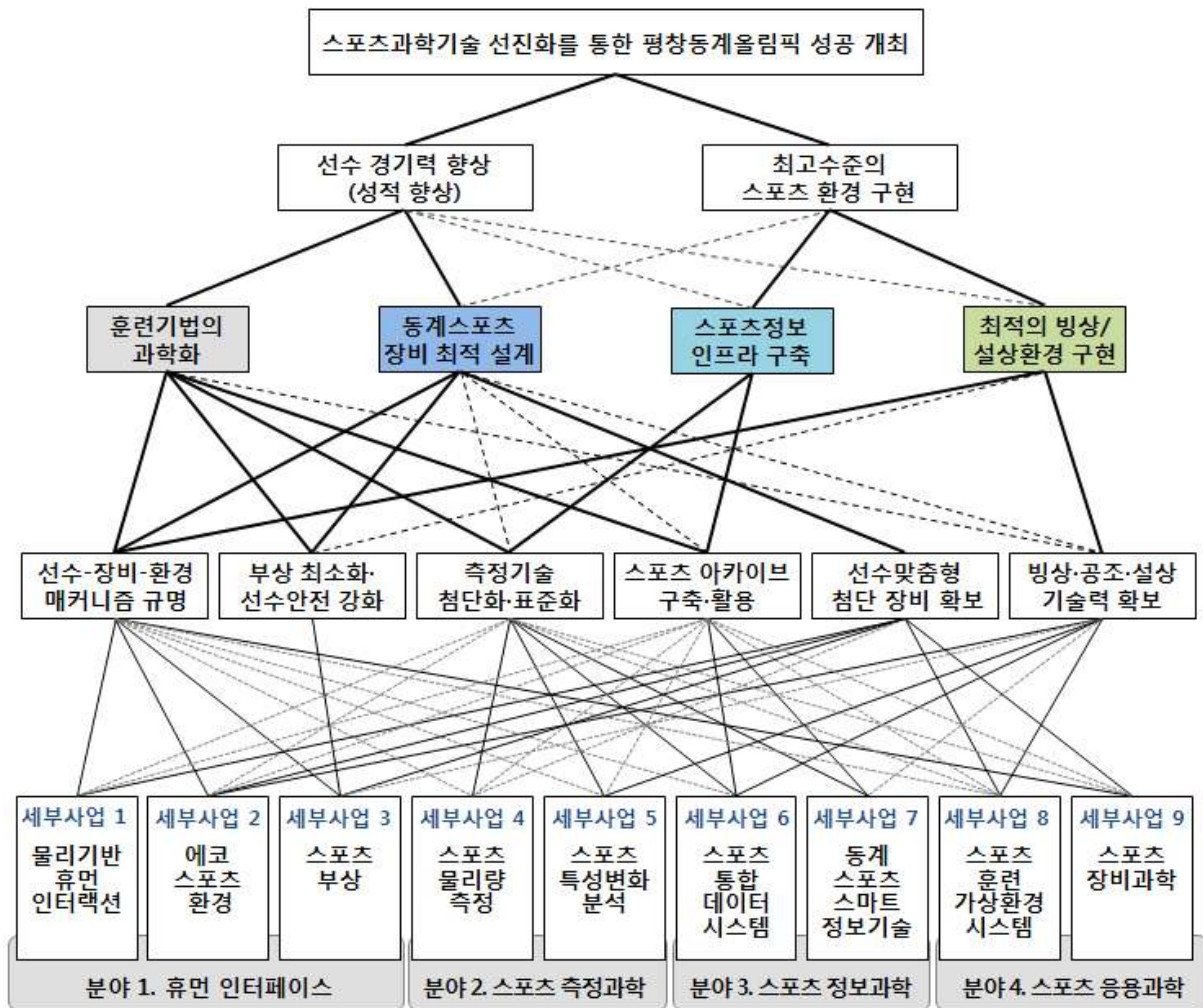 스포츠과학기술 선진화를 통한 평창동계올림픽 성공 개최
선수 경기력 향상
(성적 향상)
최고수준의
스포츠 환경 구현
훈련기법의
과학화
동계스포츠
장비 최적 설계
스포츠정보
인프라 구축
최적의 빙상/
설상환경 구현
선수-장비-환경
매커니즘 규명
부상 최소화·
선수안전 강화
측정기술
첨단화·표준화
스포츠 아카이브
구축·활용
선수맞춤형
첨단 장비 확보
빙상·공조·설상
기술력 확보
세부사업 1
물리기반
휴먼
인터랙션
세부사업 2
에코
스포츠
환경
세부사업 3
스포츠
부상
세부사업 4
스포츠
물리량
측정
세부사업 5
스포츠
특성변화
분석
세부사업 6
스포츠
통합
데이터
시스템
세부사업 7
동계
스포츠
스마트
정보기술
세부사업 8
스포츠
훈련
가상환경
시스템
세부사업 9
스포츠
장비과학
분야 1. 휴먼 인터페이스
분야 2. 스포츠 측정과학
분야 3. 스포츠 정보과학
분야 4. 스포츠 응용과학